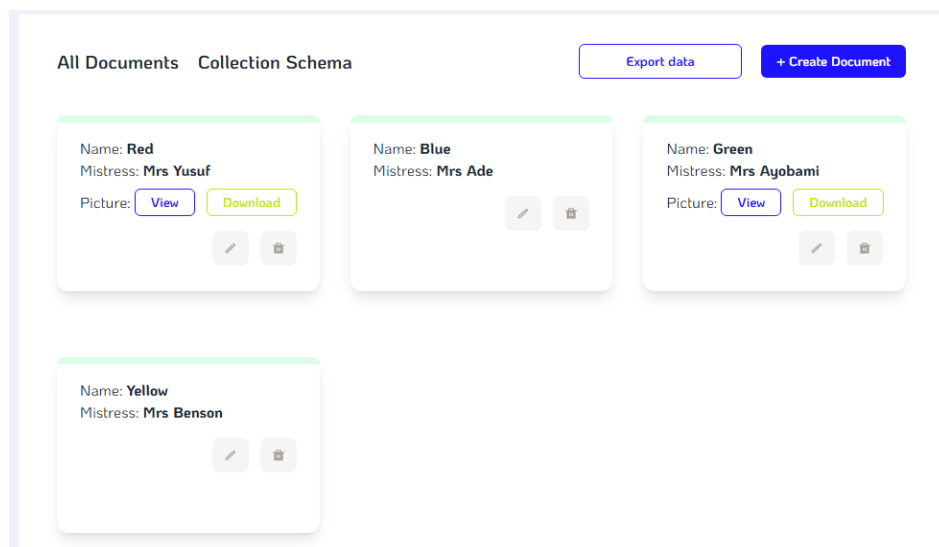 All Documents Collection Schema
Export data
+ Create Document
Name: Red
Mistress: Mrs Yusuf
Picture: View Download
Name: Blue
Mistress: Mrs Ade
Name: Green
Mistress: Mrs Ayobami
Picture: View Download
Name: Yellow
Mistress: Mrs Benson